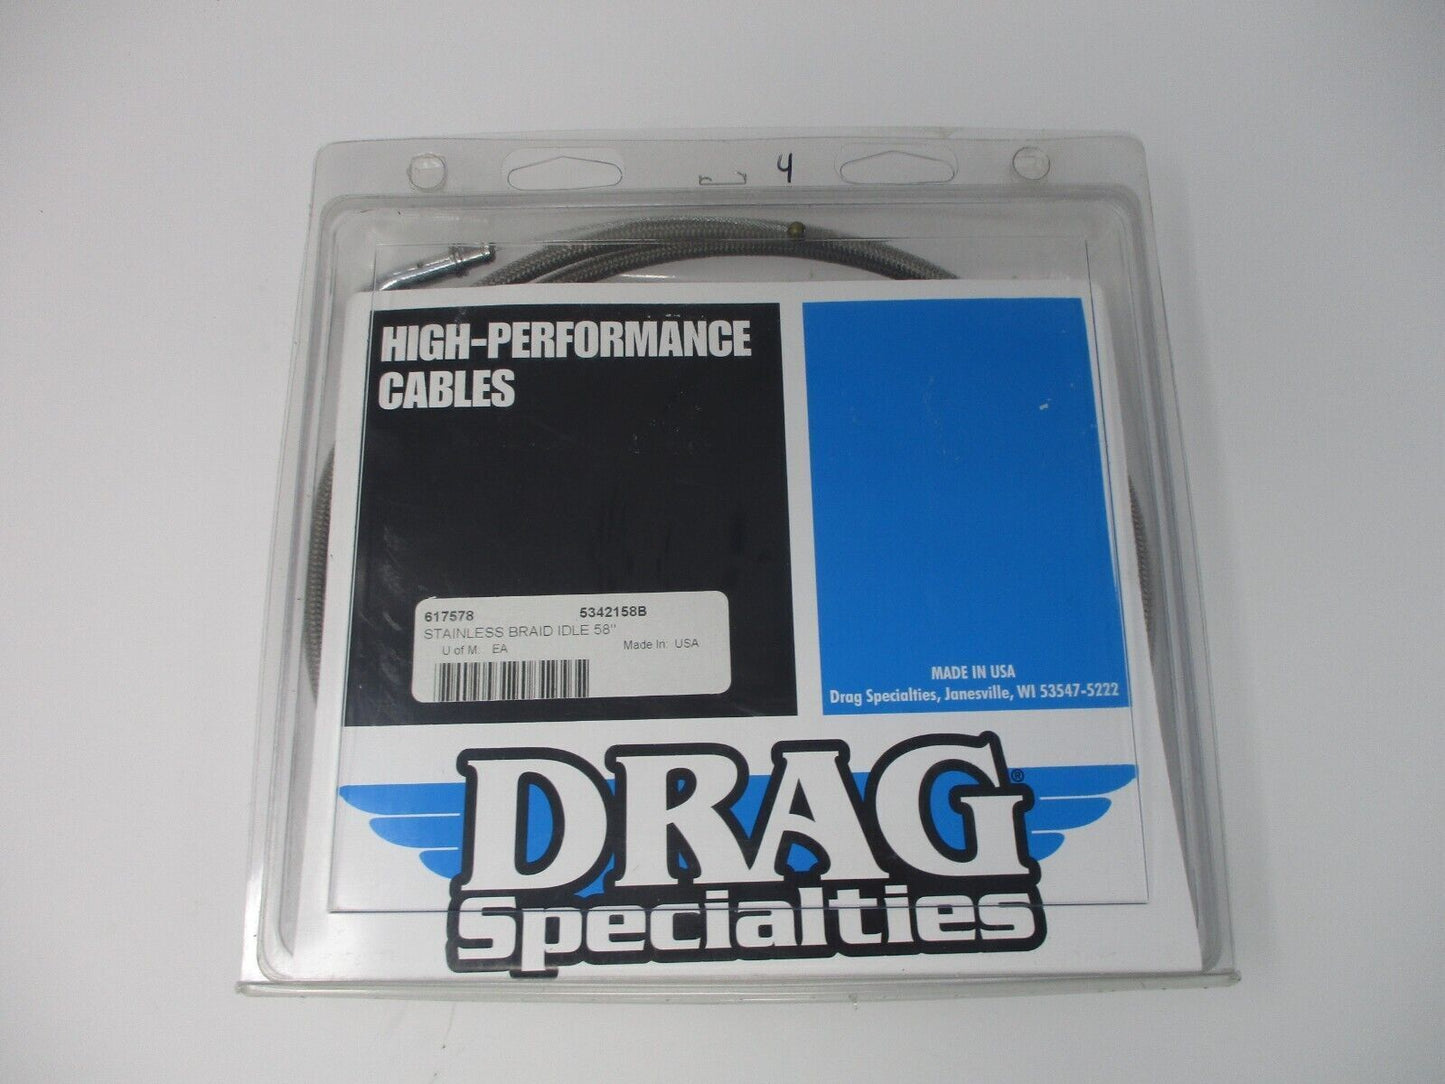 4
HIGH-PERFORMANCE
CABLES
617578 5342158B
STAINLESS BRAID IDLE 58"
U of M. EA Made In: USA
MADE IN USA
Drag Specialties, Janesville, WI 53547-5222
DRAG®
Specialties